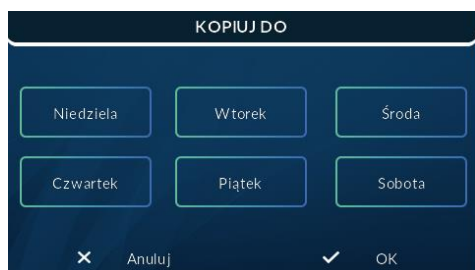 KOPIUJ DO
Niedziela Wtorek Środa
Czwartek Piątek Sobota
Anuluj OK